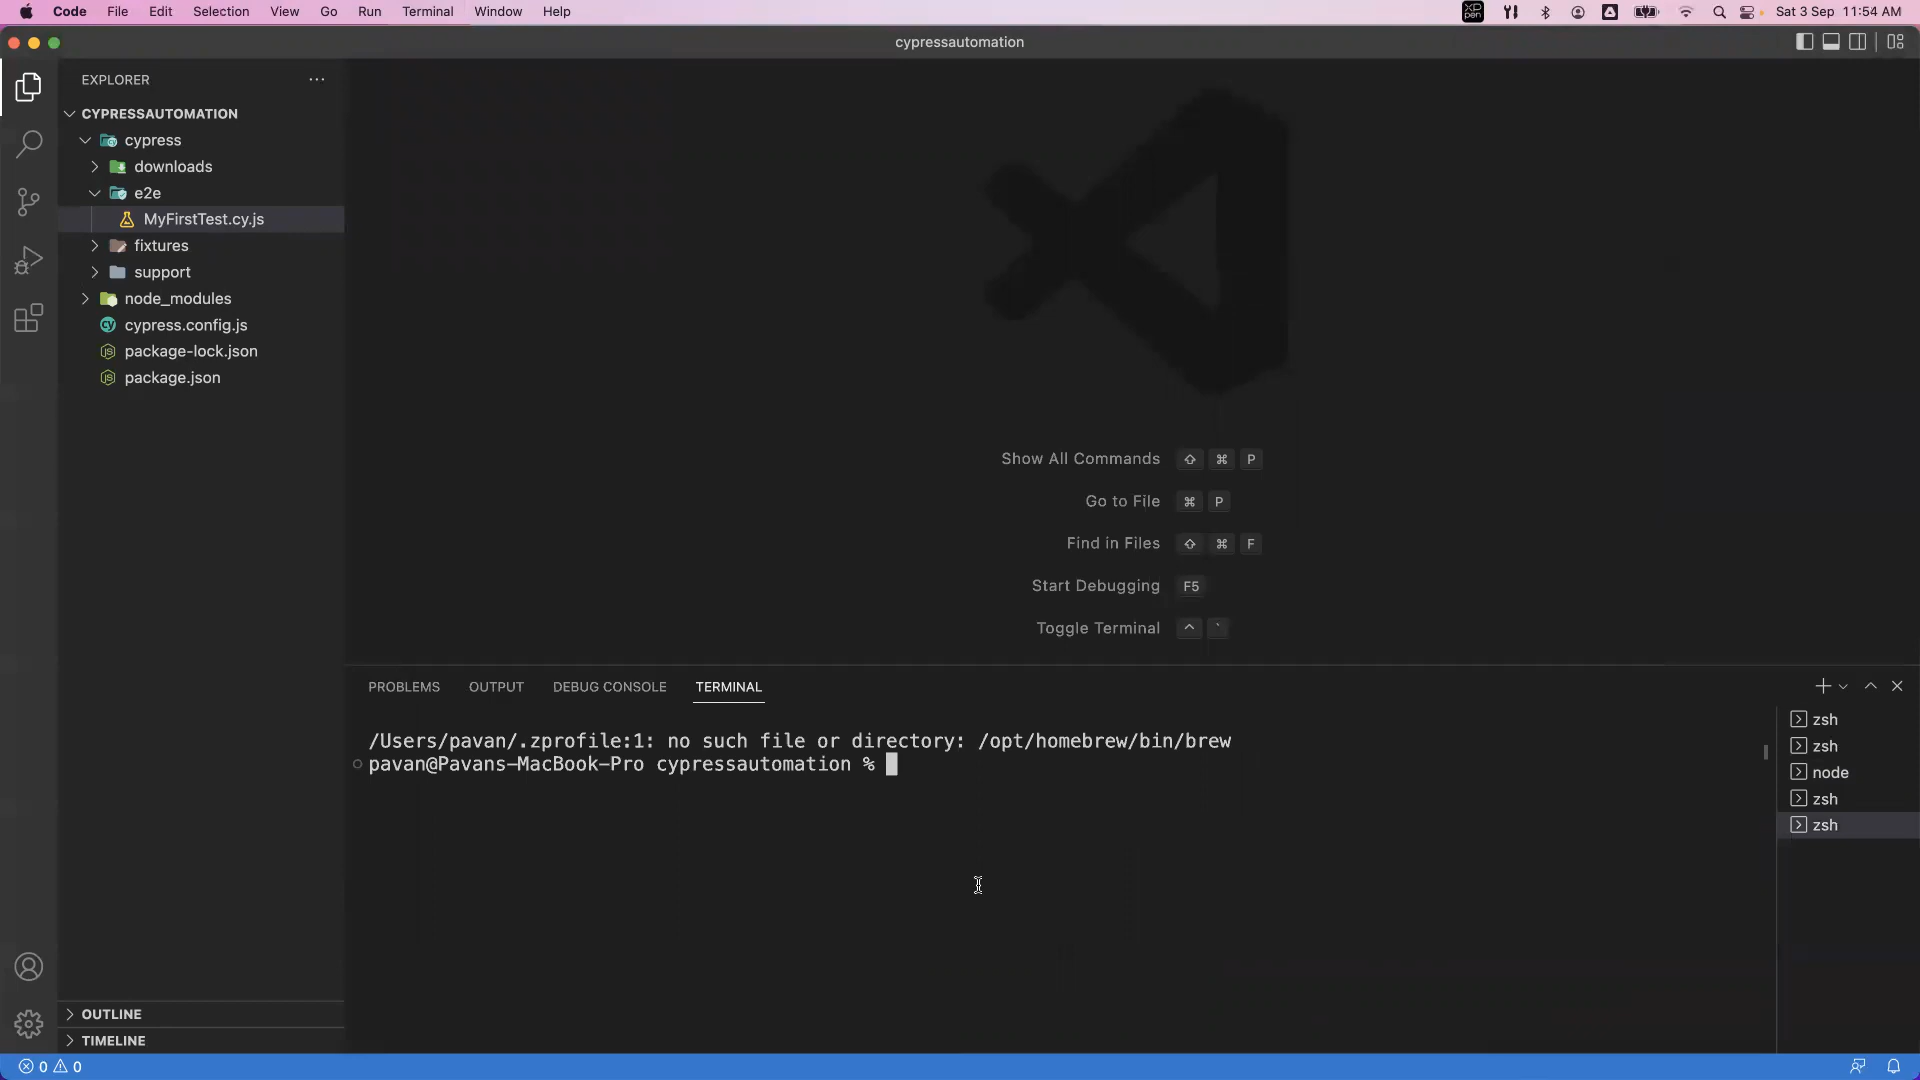 Code File Edit Selection View Go Run Terminal Window Help
Sat 3 Sep 11:54 AM
cypressautomation
EXPLORER
CYPRESSAUTOMATION
cypress
downloads
e2e
MyFirstTest.cy.js
fixtures
support
node_modules
cypress.config.js
package-lock.json
package.json
OUTLINE
TIMELINE
Show All Commands ⇧ ⌘ P
Go to File ⌘ P
Find in Files ⇧ ⌘ F
Start Debugging F5
Toggle Terminal ^ `
PROBLEMS OUTPUT DEBUG CONSOLE TERMINAL
/Users/pavan/.zprofile:1: no such file or directory: /opt/homebrew/bin/brew
pavan@Pavans-MacBook-Pro cypressautomation %
zsh
zsh
node
zsh
zsh
0 0